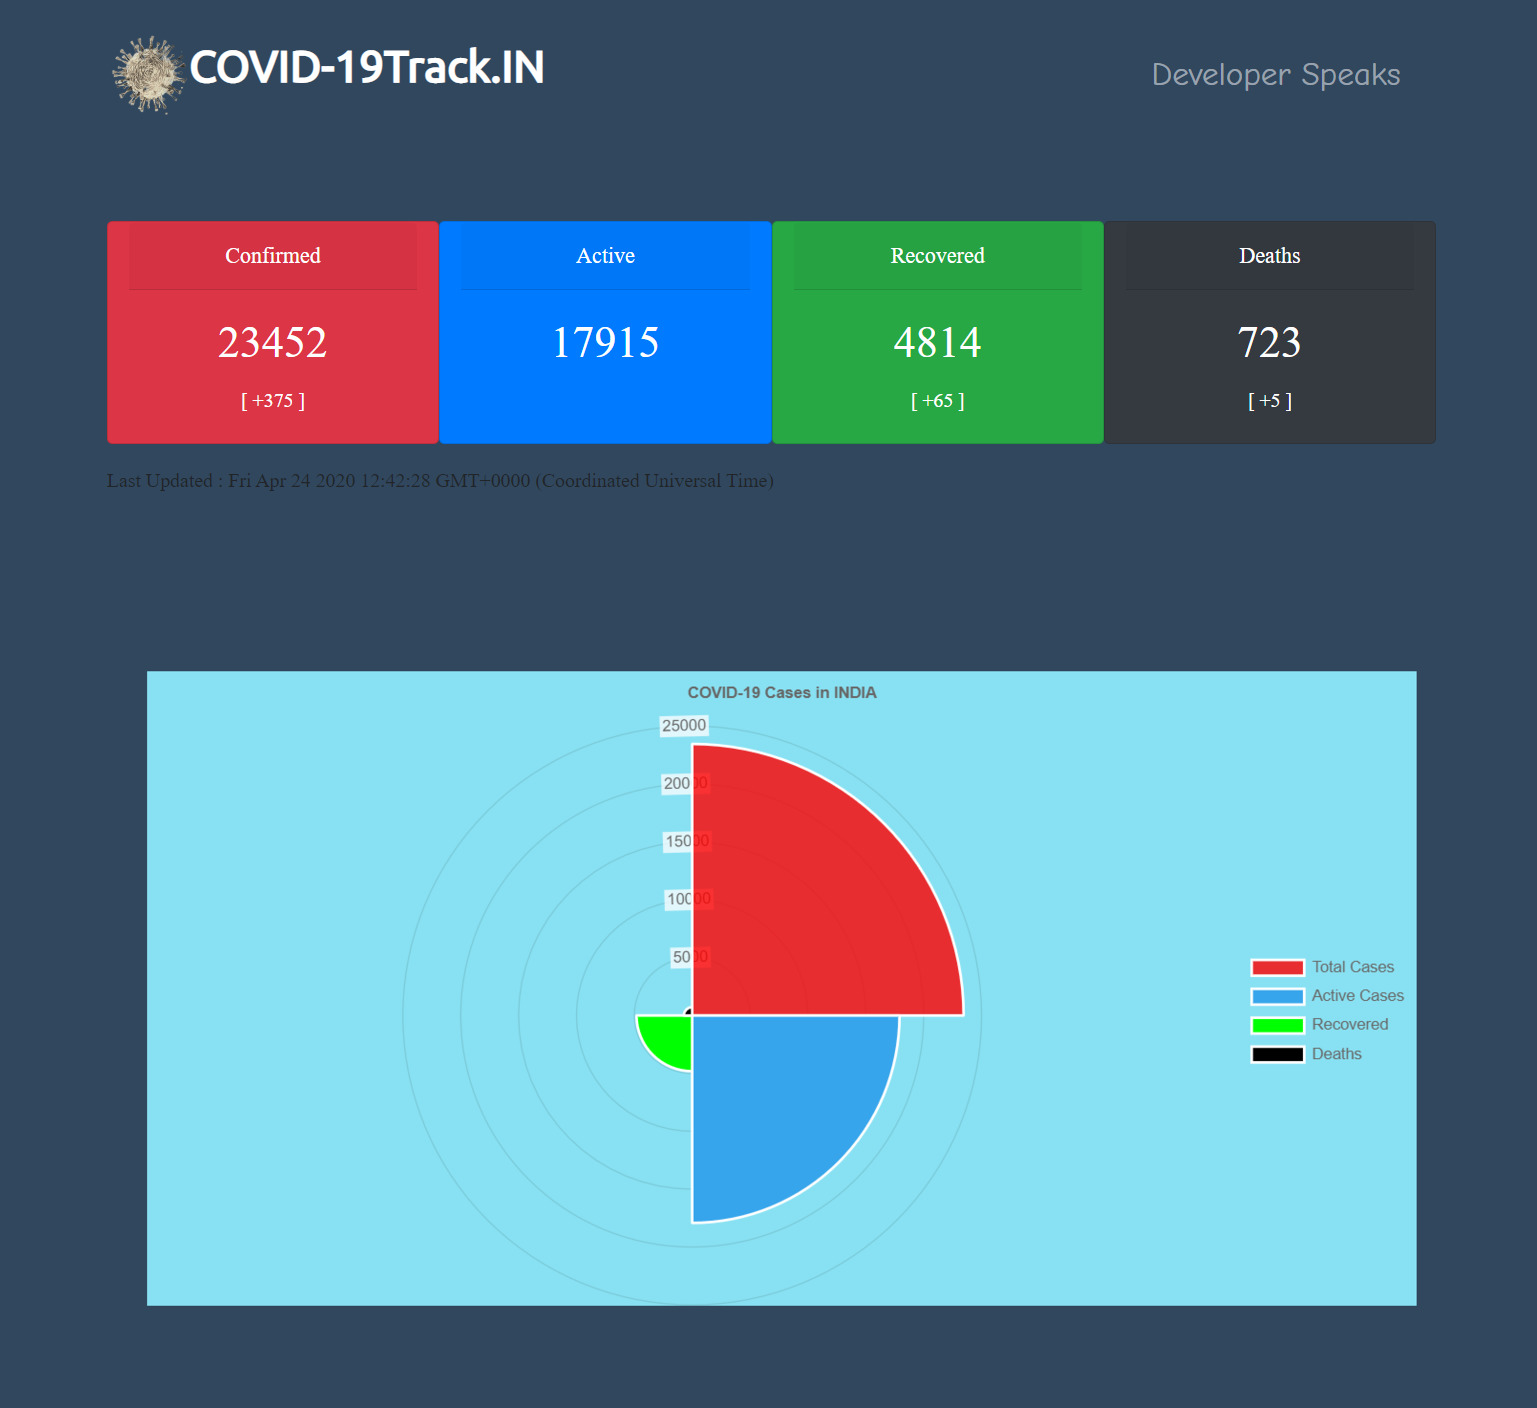 COVID-19Track.IN
Developer Speaks
Confirmed
23452
[ +375 ]
Active
17915
Recovered
4814
[ +65 ]
Deaths
723
[ +5 ]
Last Updated : Fri Apr 24 2020 12:42:28 GMT+0000 (Coordinated Universal Time)
COVID-19 Cases in INDIA
25000
20000
15000
10000
5000
Total Cases
Active Cases
Recovered
Deaths